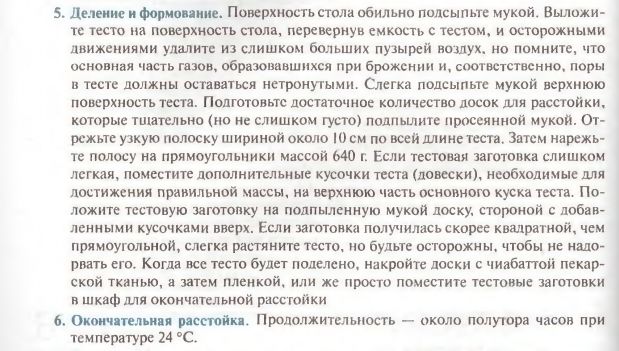 5. Деление и формование. Поверхность стола обильно подсыпьте мукой. Выложи-
те тесто на поверхность стола, перевернув емкость с тестом, и осторожными
движениями удалите из слишком больших пузырей воздух, но помните, что
основная часть газов, образовавшихся при брожении и, соответственно, поры
в тесте должны оставаться нетронутыми. Слегка подсыпьте мукой верхнюю
поверхность теста. Подготовьте достаточное количество досок для расстойки,
которые тщательно (но не слишком густо) подпылите просеянной мукой. От-
режьте узкую полоску шириной около 10 см по всей длине теста. Затем нарежь-
те полосу на прямоугольники массой 640 г. Если тестовая заготовка слишком
легкая, поместите дополнительные кусочки теста (довески), необходимые для
достижения правильной массы, на верхнюю часть основного куска теста. По-
ложите тестовую заготовку на подпыленную мукой доску, стороной с добав-
ленными кусочками вверх. Если заготовка получилась скорее квадратной, чем
прямоугольной, слегка растяните тесто, но будьте осторожны, чтобы не надо-
рвать его. Когда все тесто будет поделено, накройте доски с чиабаттой пекар-
ской тканью, а затем пленкой, или же просто поместите тестовые заготовки
в шкаф для окончательной расстойки
6. Окончательная расстойка. Продолжительность — около полутора часов при
температуре 24 °С.